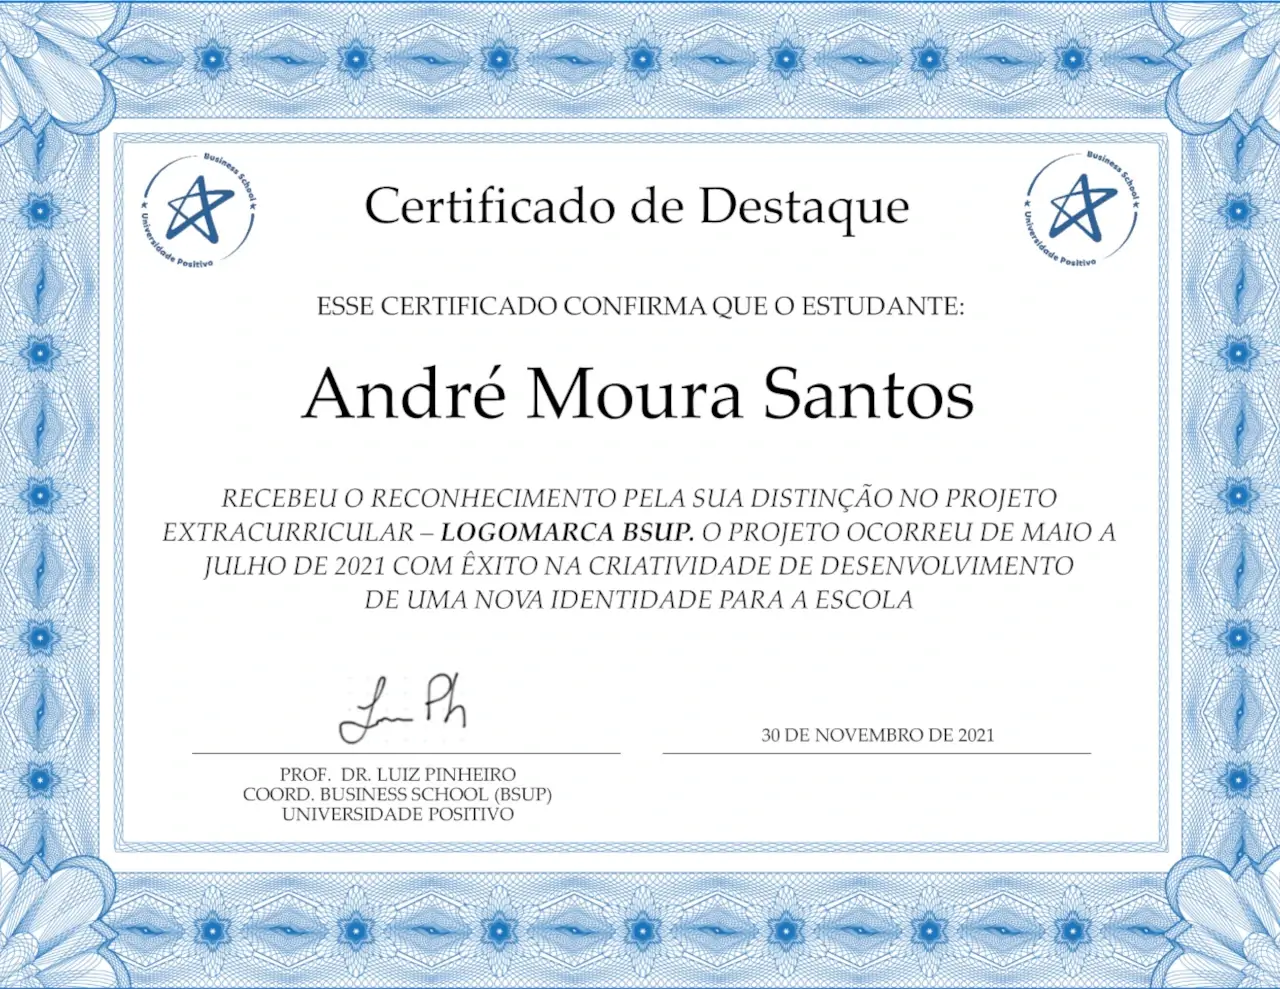 Business School
Universidade Positivo
Business School
Universidade Positivo
Certificado de Destaque
ESSE CERTIFICADO CONFIRMA QUE O ESTUDANTE:
André Moura Santos
RECEBEU O RECONHECIMENTO PELA SUA DISTINÇÃO NO PROJETO
EXTRACURRICULAR – LOGOMARCA BSUP. O PROJETO OCORREU DE MAIO A
JULHO DE 2021 COM ÊXITO NA CRIATIVIDADE DE DESENVOLVIMENTO
DE UMA NOVA IDENTIDADE PARA A ESCOLA
30 DE NOVEMBRO DE 2021
PROF. DR. LUIZ PINHEIRO
COORD. BUSINESS SCHOOL (BSUP)
UNIVERSIDADE POSITIVO